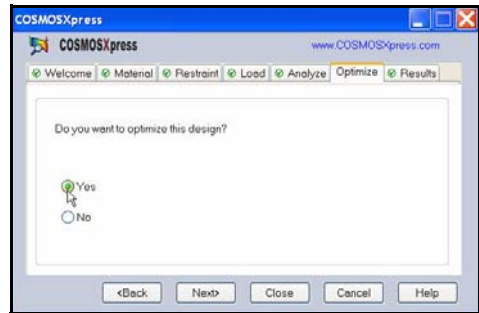 COSMOSXpress
COSMOSXpress www.COSMOSXpress.com
Welcome Material Restraint Load Analyze Optimize Results
Do you want to optimize this design?
Yes
No
<Back Next> Close Cancel Help